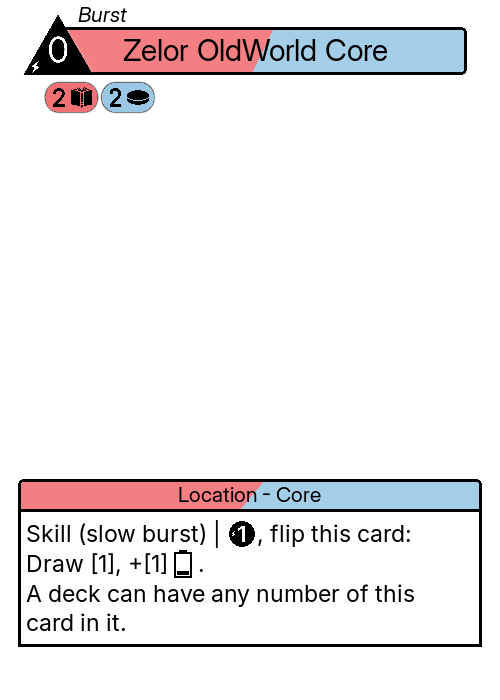 Burst
0 Zelor OldWorld Core
2 2
Location - Core
Skill (slow burst) | 1, flip this card:
Draw [1], +[1] .
A deck can have any number of this
card in it.